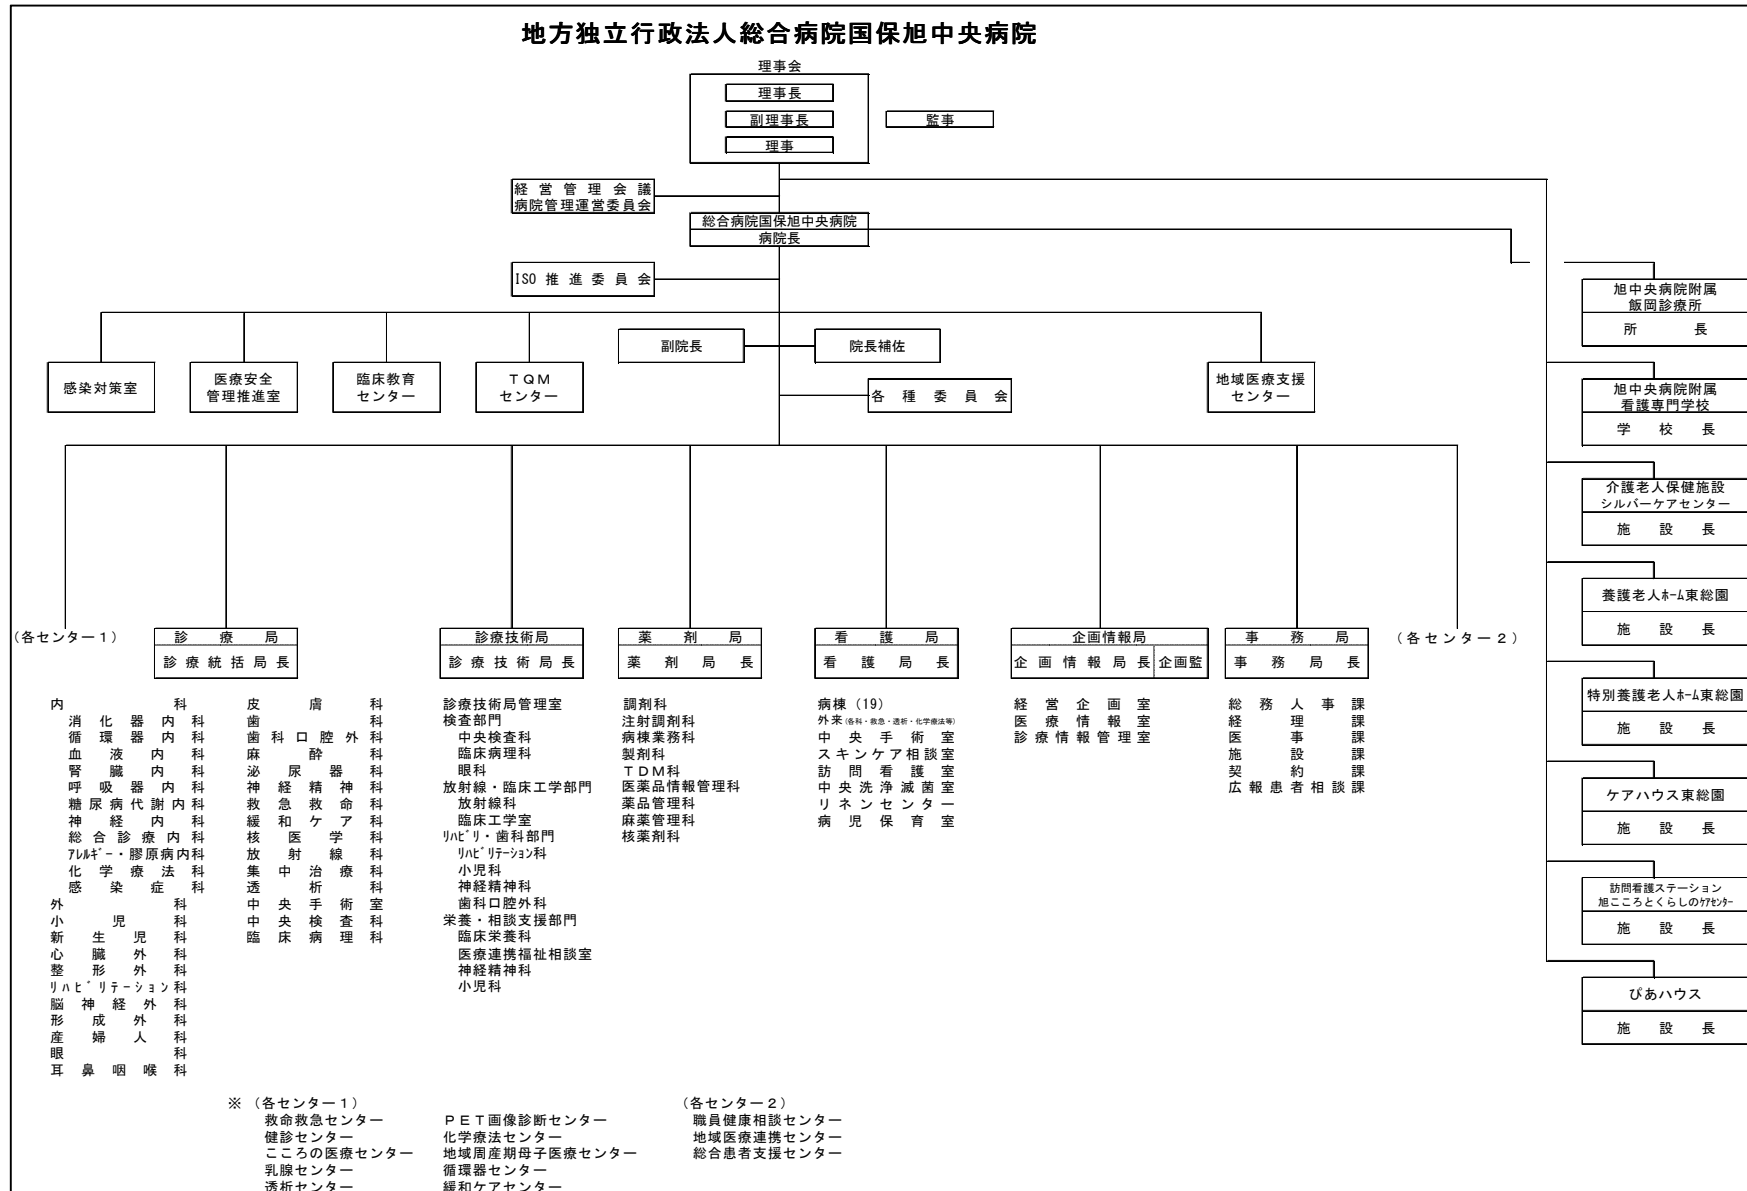 地方独立行政法人総合病院国保旭中央病院
理事会
理事長
副理事長
理事
監事
経営管理会議
病院管理運営委員会
総合病院国保旭中央病院
病院長
ISO 推進委員会
副院長
院長補佐
各種委員会
感染対策室
医療安全
管理推進室
臨床教育
センター
TQM
センター
地域医療支援
センター
旭中央病院附属
飯岡診療所
所長
旭中央病院附属
看護専門学校
学校長
介護老人保健施設
シルバーケアセンター
施設長
養護老人ホーム東総園
施設長
特別養護老人ホーム東総園
施設長
ケアハウス東総園
施設長
訪問看護ステーション
旭こころとくらしのケアセンター
施設長
ぴあハウス
施設長
(各センター1)
診療局
診療統括局長
内科
消化器内科
循環器内科
血液内科
腎臓内科
呼吸器内科
糖尿病代謝内科
神経内科
総合診療内科
アレルギー・膠原病内科
化学療法科
感染症科
外科
小児科
新生児科
心臓外科
整形外科
リハビリテーション科
脳神経外科
形成外科
産婦人科
眼科
耳鼻咽喉科
皮膚科
歯科
歯科口腔外科
麻酔科
泌尿器科
神経精神科
救急救命科
緩和ケア科
核医学科
放射線科
集中治療科
透析科
中央手術室
中央検査科
臨床病理科
診療技術局
診療技術局長
診療技術局管理室
検査部門
中央検査科
臨床病理科
眼科
放射線・臨床工学部門
放射線科
臨床工学室
リハビリ・歯科部門
リハビリテーション科
小児科
神経精神科
歯科口腔外科
栄養・相談支援部門
臨床栄養科
医療連携福祉相談室
神経精神科
小児科
薬剤局
薬剤局長
調剤科
注射調剤科
病棟業務科
製剤科
TDM科
医薬品情報管理科
薬品管理科
麻薬管理科
核薬剤科
看護局
看護局長
病棟(19)
外来(各科・救急・透析・化学療法等)
中央手術室
スキンケア相談室
訪問看護室
中央洗浄滅菌室
リネンセンター
病児保育室
企画情報局
企画情報局長 企画監
経営企画室
医療情報室
診療情報管理室
事務局
事務局長
総務人事課
経理課
医事課
施設課
契約課
広報患者相談課
(各センター2)
※ (各センター1)
救命救急センター
健診センター
こころの医療センター
乳腺センター
透析センター
PET画像診断センター
化学療法センター
地域周産期母子医療センター
循環器センター
緩和ケアセンター
(各センター2)
職員健康相談センター
地域医療連携センター
総合患者支援センター